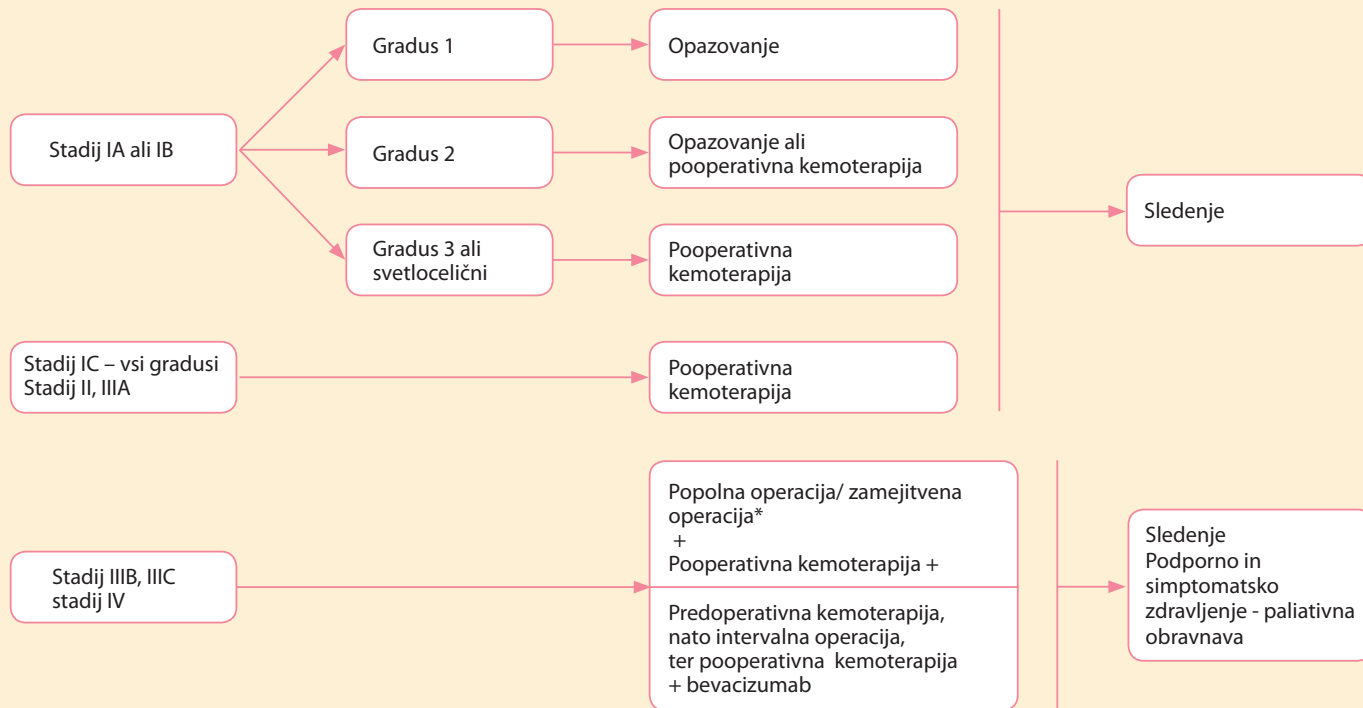 Gradus 1
Opazovanje
Stadij IA ali IB
Gradus 2
Opazovanje ali
pooperativna kemoterapija
Sledenje
Gradus 3 ali
svetlocelični
Pooperativna
kemoterapija
Stadij IC – vsi gradusi
Stadij II, IIIA
Pooperativna
kemoterapija
Stadij IIIB, IIIC
stadij IV
Popolna operacija/ zamejitvena
operacija*
+
Pooperativna kemoterapija +
Predoperativna kemoterapija,
nato intervalna operacija,
ter pooperativna kemoterapija
+ bevacizumab
Sledenje
Podporno in
simptomatsko
zdravljenje - paliativna
obravnava